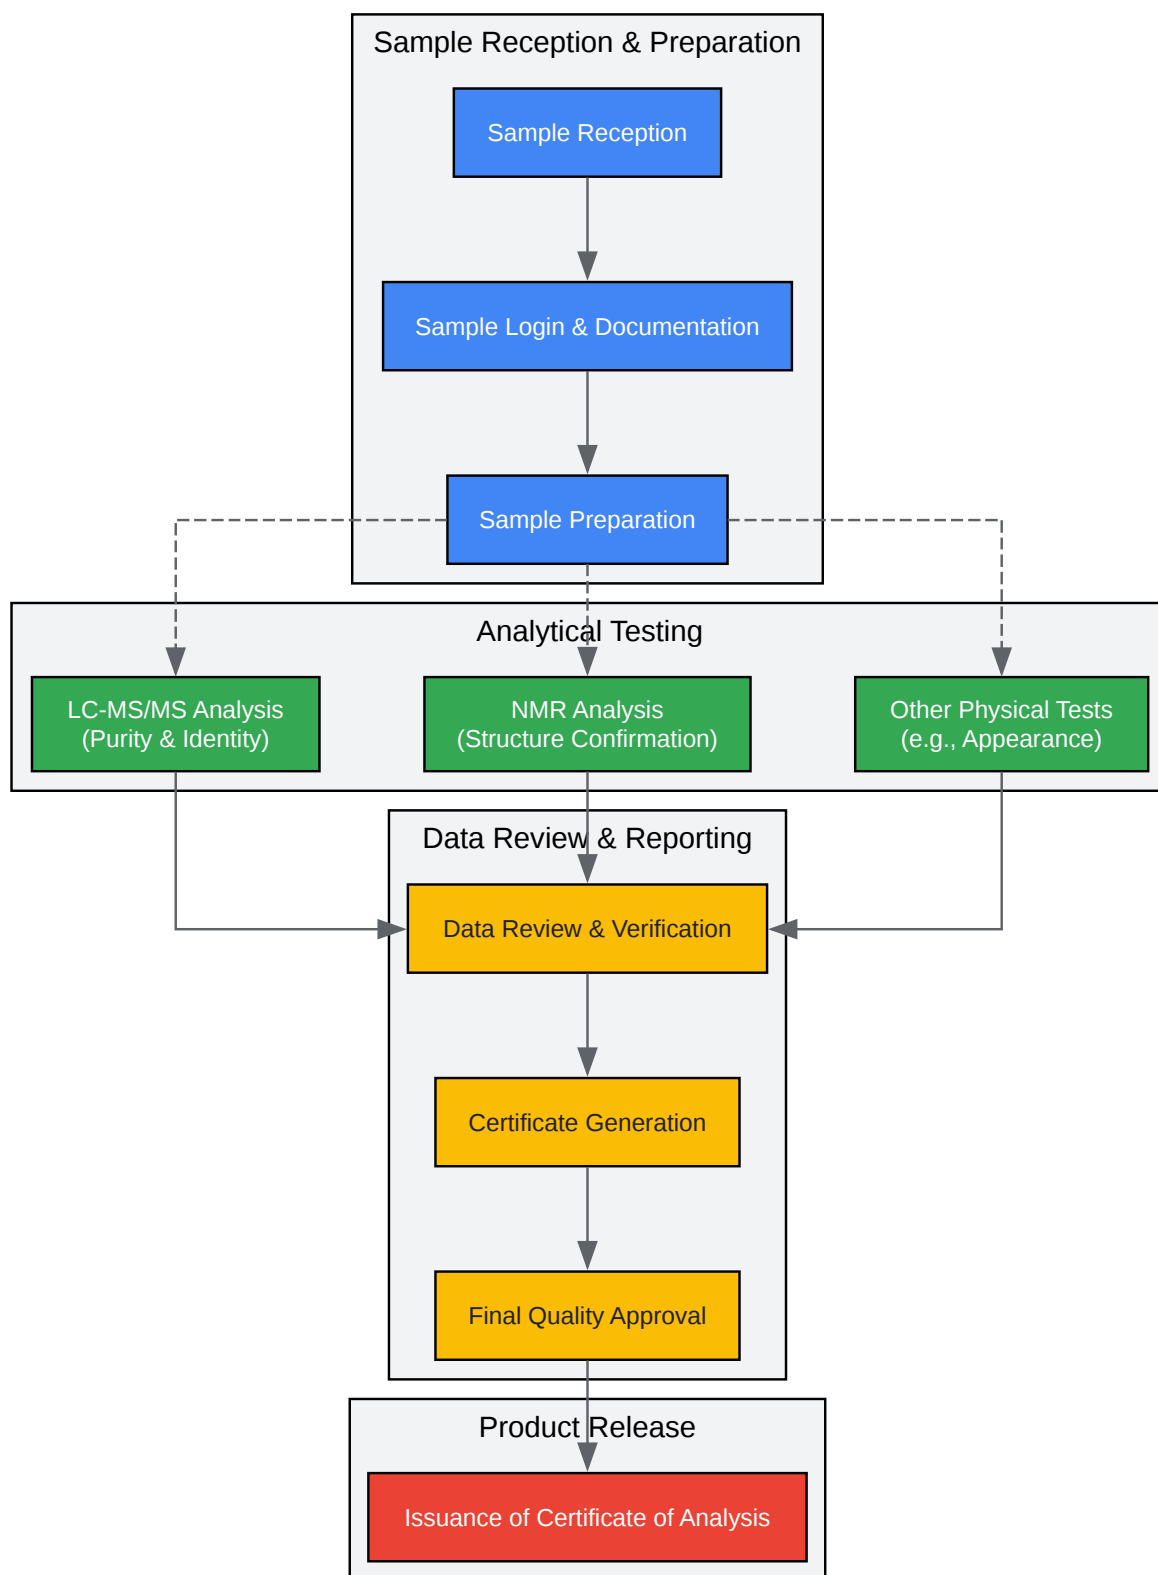 Sample Reception & Preparation
Sample Reception
Sample Login & Documentation
Sample Preparation
Analytical Testing
LC-MS/MS Analysis
(Purity & Identity)
NMR Analysis
(Structure Confirmation)
Other Physical Tests
(e.g., Appearance)
Data Review & Reporting
Data Review & Verification
Certificate Generation
Final Quality Approval
Product Release
Issuance of Certificate of Analysis